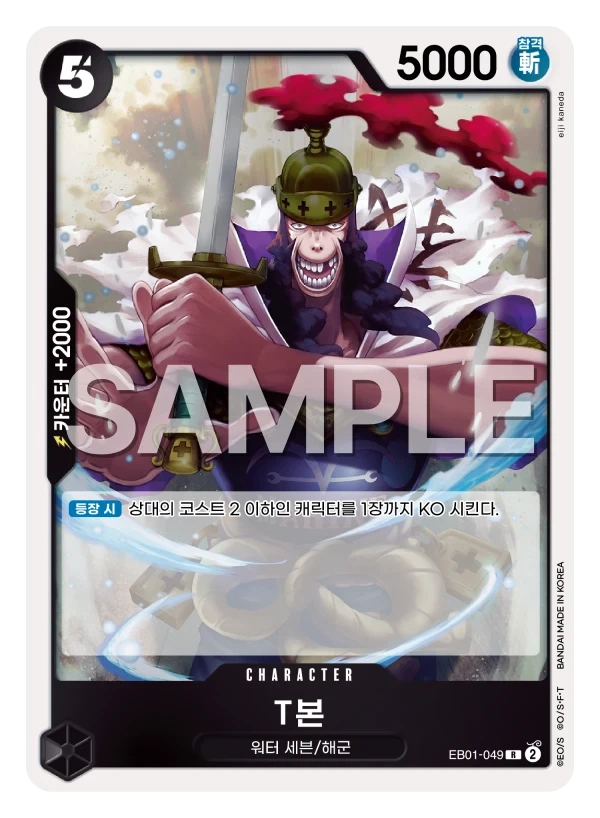 5
5000
참격
斬
eiji kaneda
카운터 +2000
SAMPLE
등장 시 상대의 코스트 2 이하인 캐릭터를 1장까지 KO 시킨다.
CHARACTER
T본
워터 세븐/해군
EB01-049 R 2
©EO/S ©O/S·F·T BANDAI MADE IN KOREA